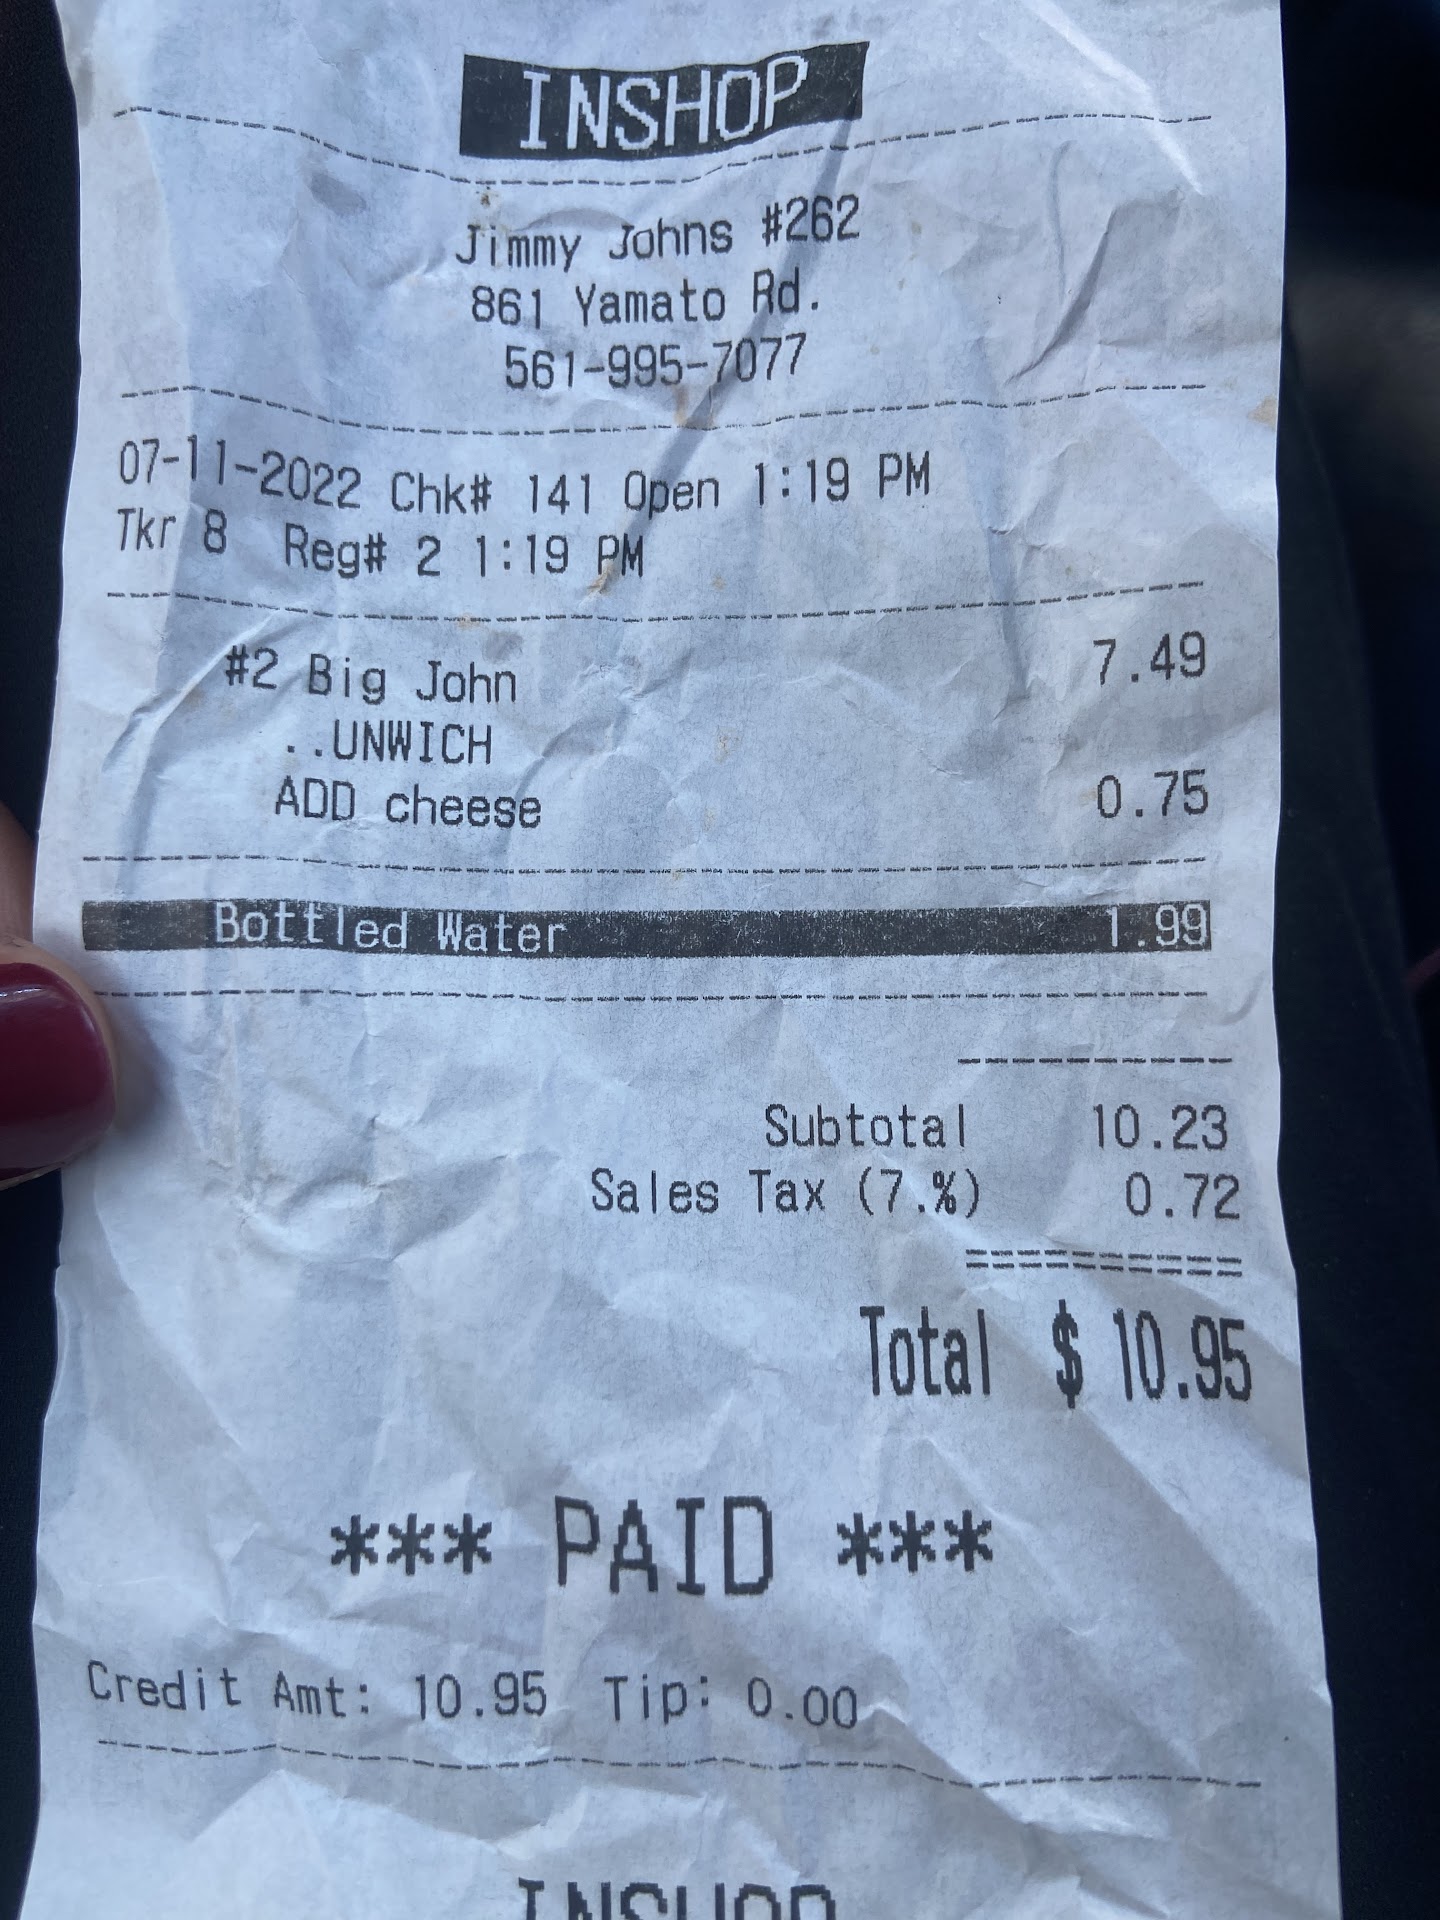 INSHOP
Jimmy Johns #262
861 Yamato Rd.
561-995-7077
07-11-2022 Chk# 141 Open 1:19 PM
Tkr 8 Reg# 2 1:19 PM
#2 Big John 7.49
..UNWICH
ADD cheese 0.75
Bottled Water 1.99
Subtotal 10.23
Sales Tax (7.%) 0.72
Total $ 10.95
*** PAID ***
Credit Amt: 10.95 Tip: 0.00
INSHOP